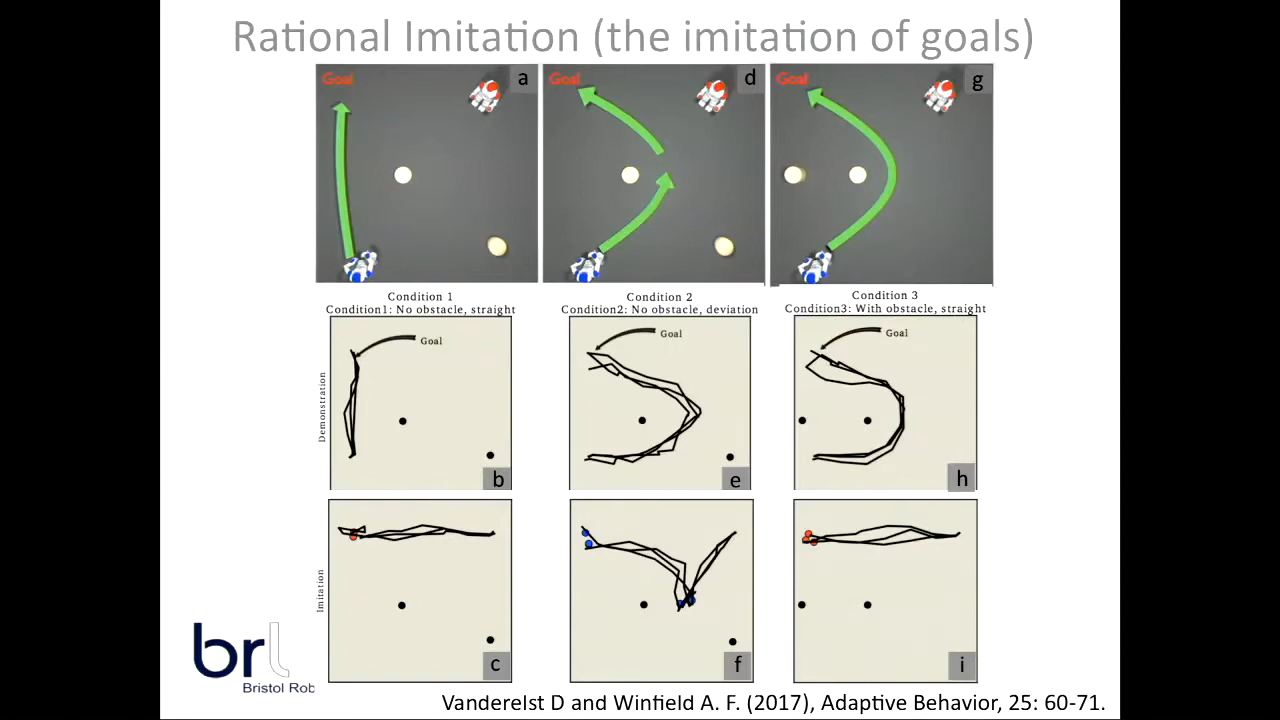 Rational Imitation (the imitation of goals)
Goal
a
Goal
d
Goal
g
Condition 1
Condition1: No obstacle, straight
Condition 2
Condition2: No obstacle, deviation
Condition 3
Condition3: With obstacle, straight
Demonstration
Goal
b
Goal
e
Goal
h
Imitation
c
f
i
brl
Bristol Rob
Vanderelst D and Winfield A. F. (2017), Adaptive Behavior, 25: 60-71.